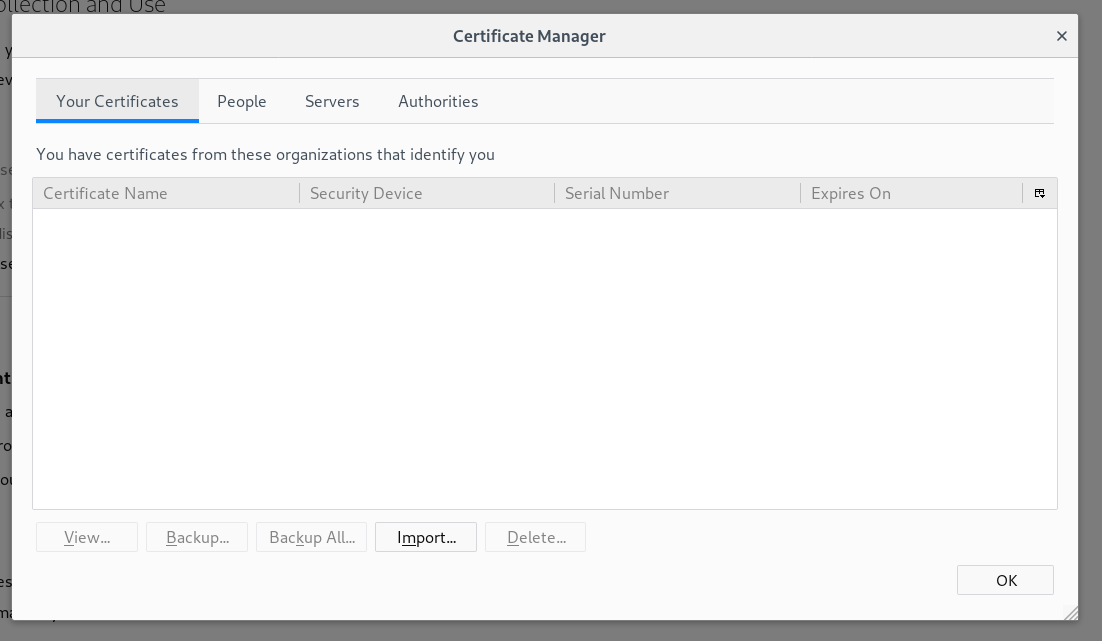 ollection and Use
Certificate Manager
Your Certificates People Servers Authorities
You have certificates from these organizations that identify you
Certificate Name Security Device Serial Number Expires On
View... Backup... Backup All... Import... Delete...
OK